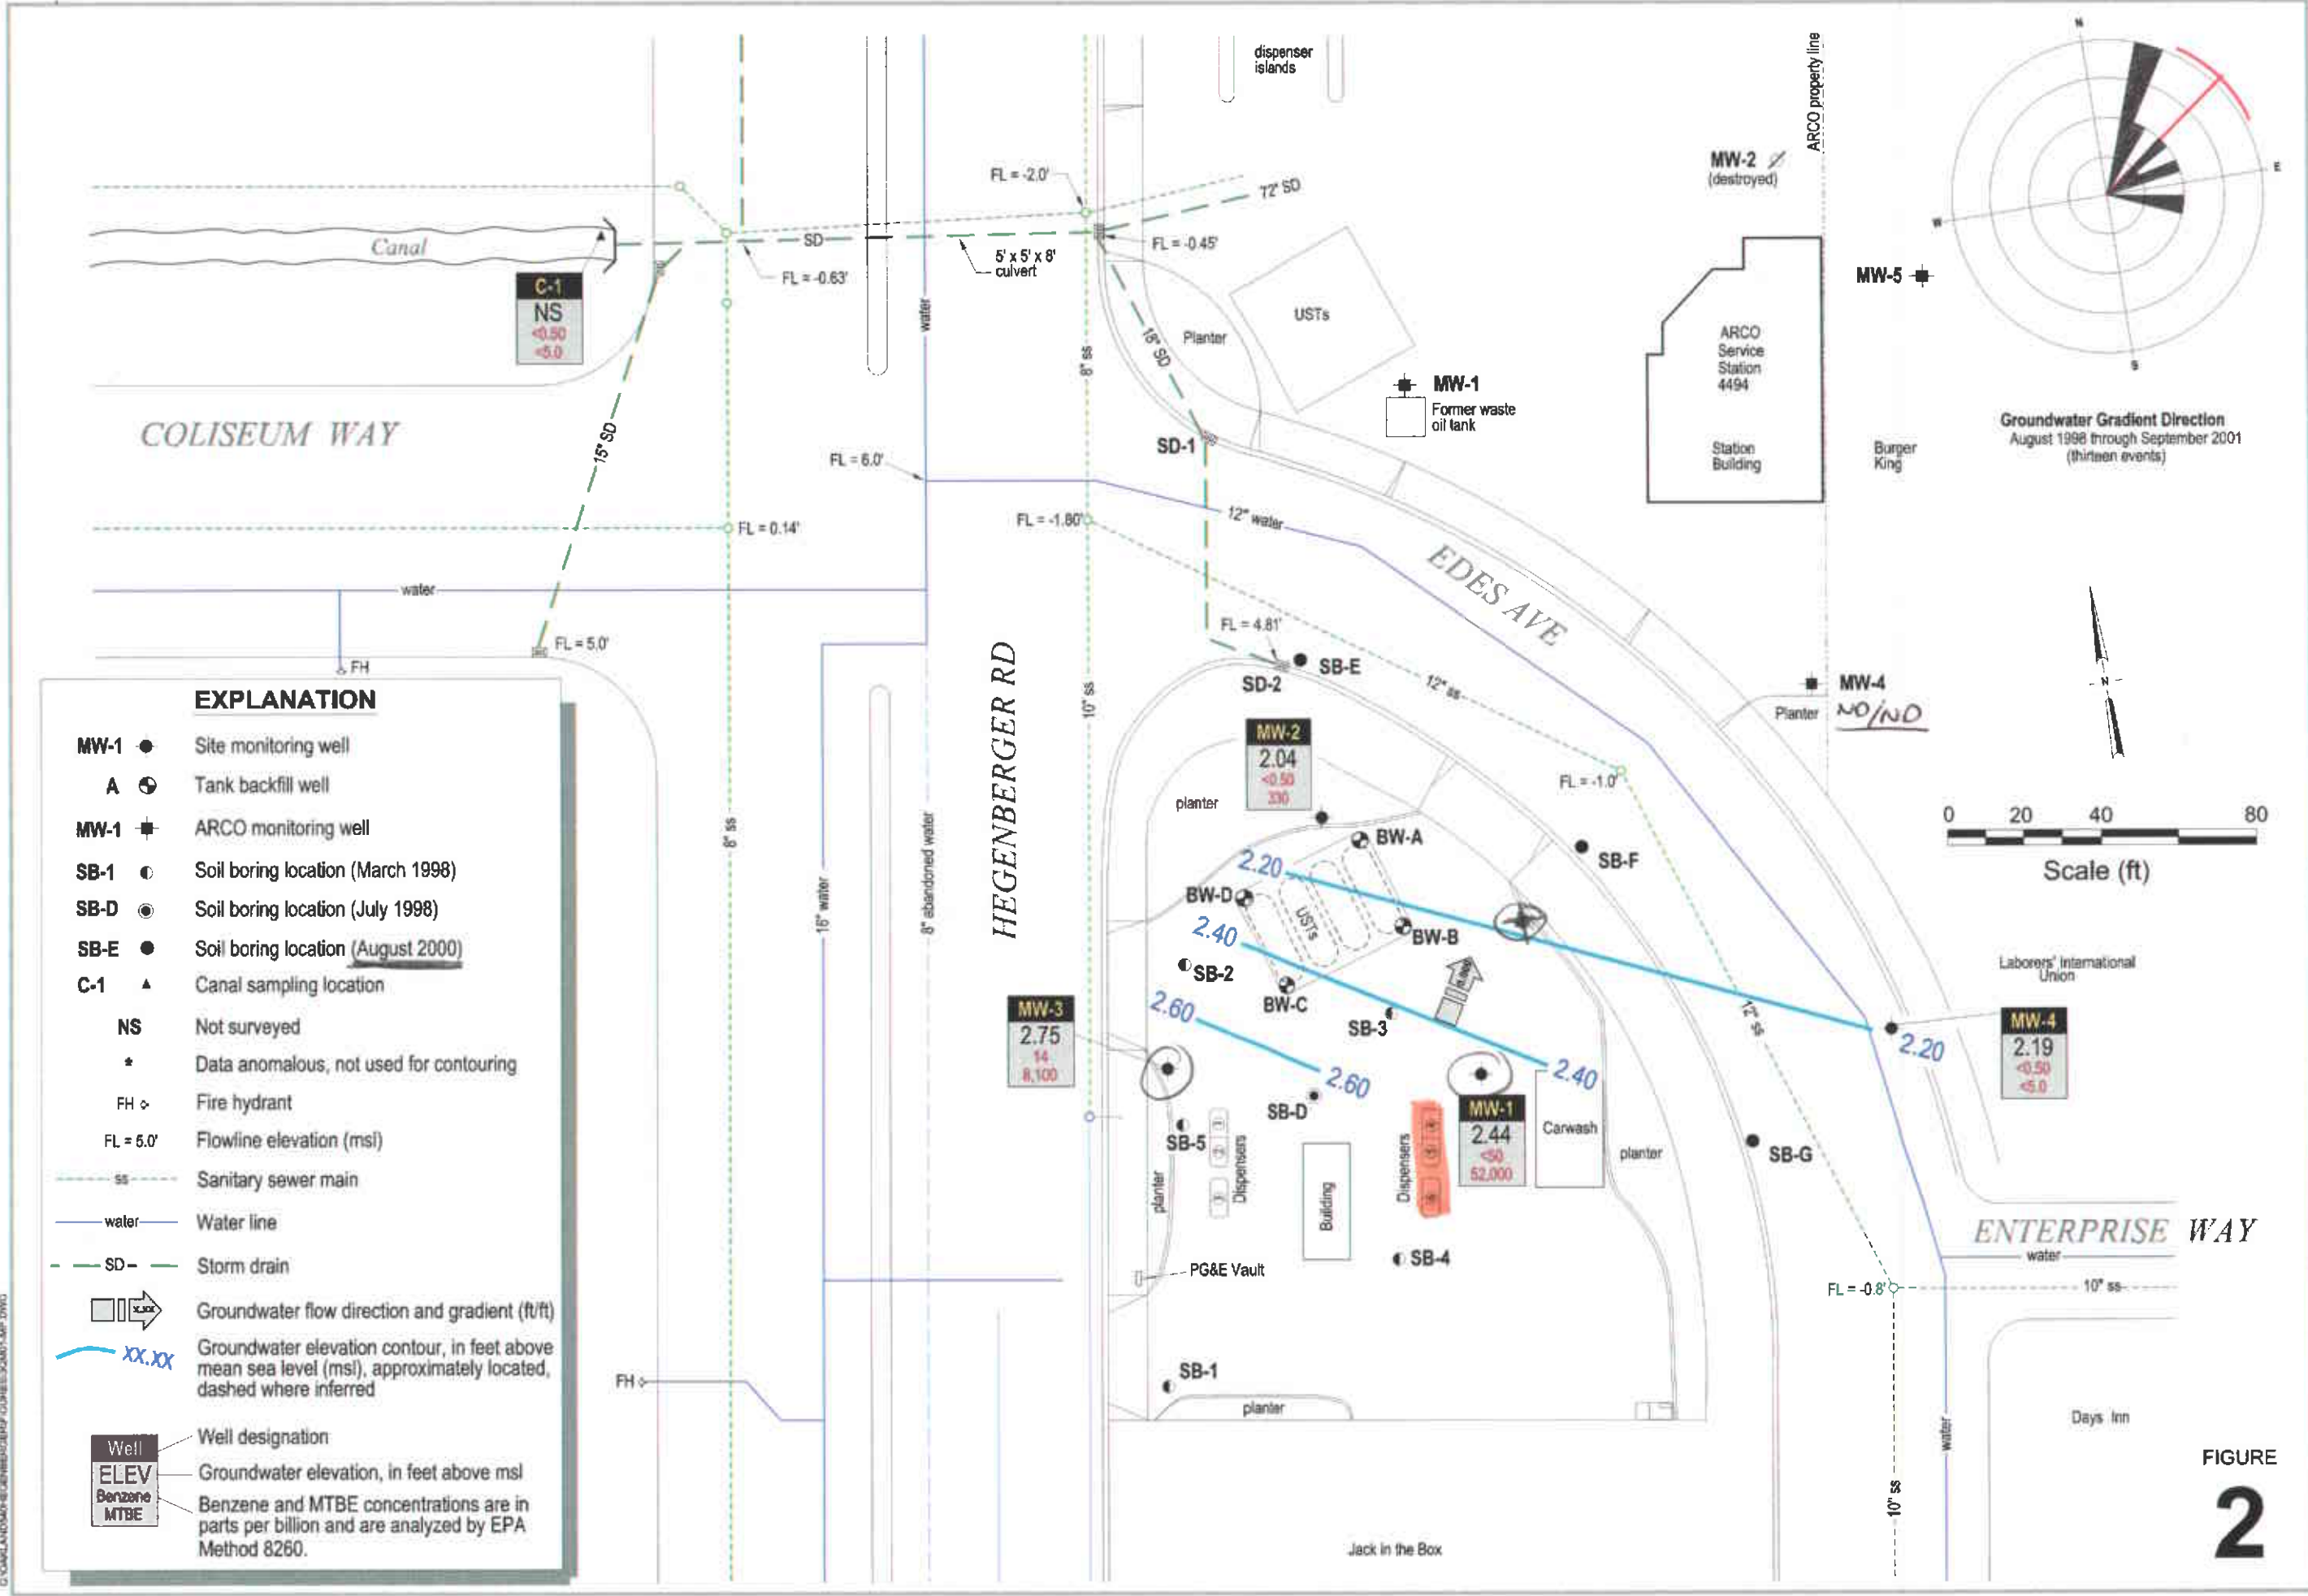 dispenser
islands
ARCO property line
N
E
S
W
MW-2
(destroyed)
FL = -2.0'
72" SD
Canal
SD
FL = -0.45'
5' x 5' x 8'
culvert
FL = -0.63'
C-1
NS
<0.50
<5.0
water
USTs
Planter
18" SD
8" ss
MW-5
ARCO
Service
Station
4494
Station
Building
Burger
King
Groundwater Gradient Direction
August 1998 through September 2001
(thirteen events)
MW-1
Former waste
oil tank
COLISEUM WAY
15" SD
SD-1
FL = 6.0'
FL = 0.14'
FL = -1.80'
12" water
EDES AVE
water
FL = 5.0'
FH
HEGENBERGER RD
10" ss
FL = 4.81'
SB-E
SD-2
12" ss
MW-4
Planter
ND/ND
N
EXPLANATION
MW-1 Site monitoring well
A Tank backfill well
MW-1 ARCO monitoring well
SB-1 Soil boring location (March 1998)
SB-D Soil boring location (July 1998)
SB-E Soil boring location (August 2000)
C-1 Canal sampling location
NS Not surveyed
* Data anomalous, not used for contouring
FH Fire hydrant
FL = 5.0' Flowline elevation (msl)
ss Sanitary sewer main
water Water line
SD Storm drain
x.xx Groundwater flow direction and gradient (ft/ft)
XX.XX Groundwater elevation contour, in feet above
mean sea level (msl), approximately located,
dashed where inferred
Well Well designation
ELEV Groundwater elevation, in feet above msl
Benzene Benzene and MTBE concentrations are in
MTBE parts per billion and are analyzed by EPA
Method 8260.
8" ss
16" water
8" abandoned water
MW-2
2.04
<0.50
330
planter
FL = -1.0'
0 20 40 80
Scale (ft)
BW-A
SB-F
2.20
BW-D
USTs
BW-B
2.40
SB-2
BW-C
SB-3
2.60
12" ss
Laborers' International
Union
MW-3
2.75
14
8,100
MW-4
2.19
<0.50
<5.0
2.20
2.60
2.40
SB-D
MW-1
2.44
<50
52,000
Carwash
SB-5
Dispensers
Dispensers
Building
planter
planter
SB-G
SB-4
PG&E Vault
ENTERPRISE WAY
water
FL = -0.8'
10" ss
SB-1
planter
FH
Days Inn
water
10" ss
Jack in the Box
FIGURE
2